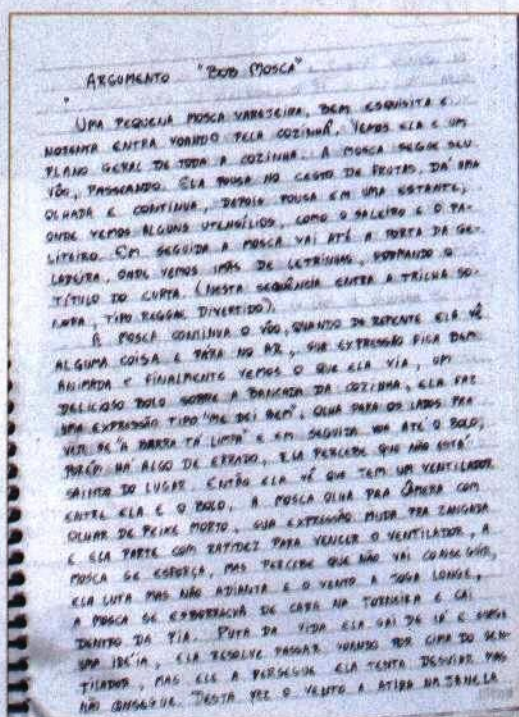 ARGUMENTO "BOB MOSCA"
UMA PEQUENA MOSCA VAREJEIRA, BEM ESQUISITA E
NOJENTA ENTRA VOANDO PELA COZINHA. VEMOS ELA E UM
PLANO GERAL DE TODA A COZINHA. A MOSCA SEGUE SEU
VÔO, PASSEANDO. ELA POUSA NO CESTO DE FRUTAS, DÁ UMA
OLHADA E CONTINUA, DEPOIS POUSA EM UMA ESTANTE,
ONDE VEMOS ALGUNS UTENSÍLIOS, COMO O SALEIRO E O PA-
LITEIRO. EM SEGUIDA A MOSCA VAI ATÉ A PORTA DA GE-
LADEIRA, ONDE VEMOS IMÃS DE LETRINHAS, FORMANDO O
TÍTULO DO CURTA. (NESTA SEQUÊNCIA ENTRA A TRILHA SO-
NORA, TIPO REGGAE DIVERTIDO).
A MOSCA CONTINUA O VÔO, QUANDO DE REPENTE ELA VÊ
ALGUMA COISA E PÁRA NO AR, SUA EXPRESSÃO FICA BEM
ANIMADA E FINALMENTE VEMOS O QUE ELA VIA, UM
DELICIOSO BOLO SOBRE A BANCADA DA COZINHA, ELA FAZ
UMA EXPRESSÃO TIPO "ME DEI BEM", OLHA PARA OS LADOS PRA
VER SE "A BARRA TÁ LIMPA" E EM SEGUIDA VOA ATÉ O BOLO,
PORÉM HÁ ALGO DE ERRADO, ELA PERCEBE QUE NÃO ESTÁ
SAINDO DO LUGAR. ENTÃO ELA VÊ QUE TEM UM VENTILADOR
ENTRE ELA E O BOLO. A MOSCA OLHA PRA CÂMERA COM
OLHAR DE PEIXE MORTO, SUA EXPRESSÃO MUDA PRA ZANGADA
E ELA PARTE COM RAPIDEZ PARA VENCER O VENTILADOR, A
MOSCA SE ESFORÇA, MAS PERCEBE QUE NÃO VAI CONSEGUIR,
ELA LUTA MAS NÃO ADIANTA E O VENTO A JOGA LONGE,
A MOSCA SE ESBORRACHA DE CARA NA TORNEIRA E CAI
DENTRO DA PIA. PUTA DA VIDA ELA SAI DE LÁ E SURGE
UMA IDÉIA, ELA RESOLVE PASSAR VOANDO POR CIMA DO VEN-
TILADOR, MAS ELE A PERSEGUE ELA TENTA DESVIAR MAS
NÃO CONSEGUE. DESTA VEZ O VENTO A ATIRA NA JANELA